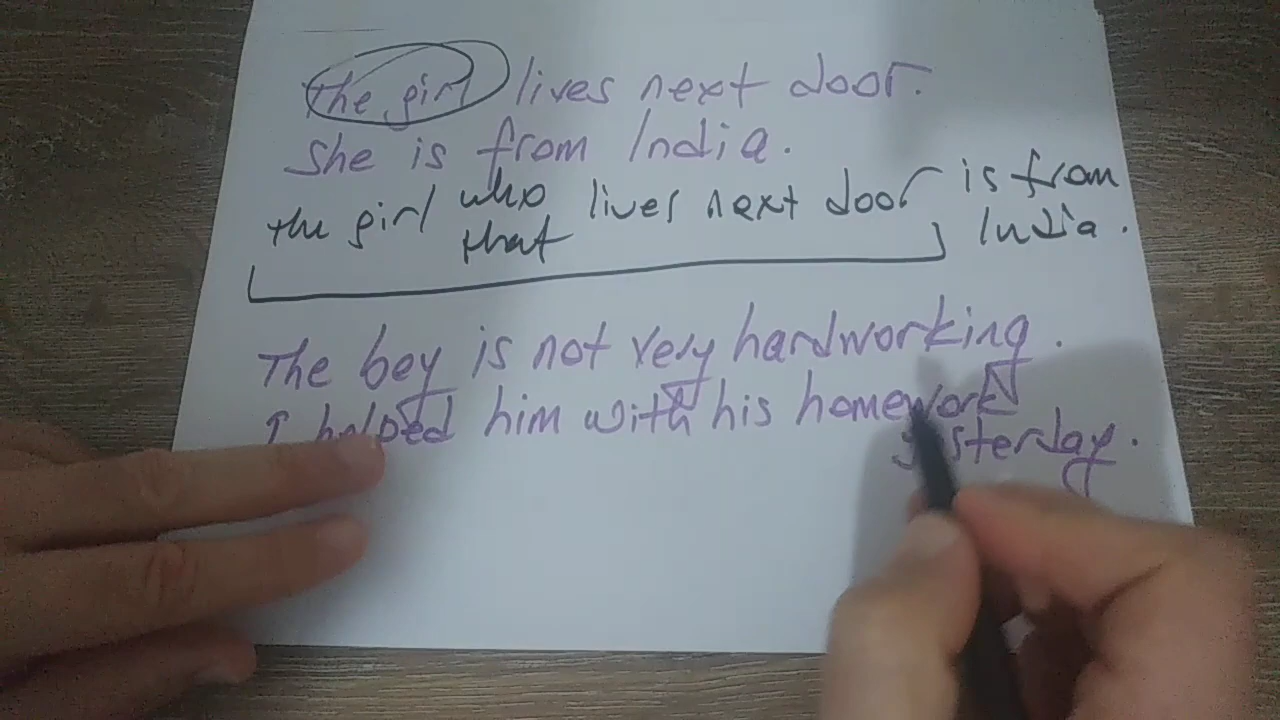 the girl lives next door.
She is from India.
the girl who lives next door is from
that India.
The boy is not very hardworking.
I helped him with his homework
yesterday.